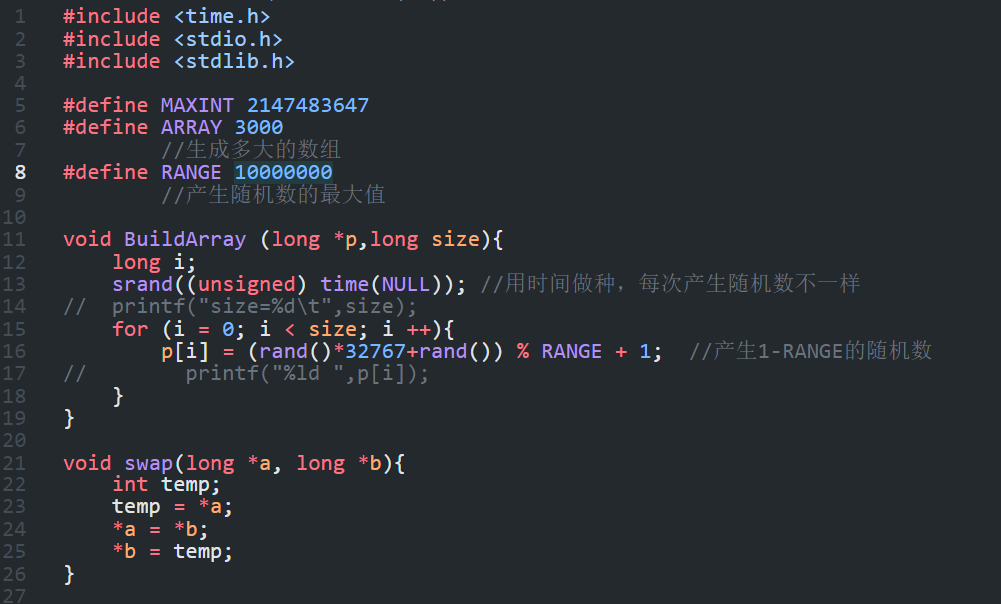 1 #include <time.h>
2 #include <stdio.h>
3 #include <stdlib.h>
4
5 #define MAXINT 2147483647
6 #define ARRAY 3000
7         //生成多大的数组
8 #define RANGE 10000000
9         //产生随机数的最大值
10
11 void BuildArray (long *p,long size){
12     long i;
13     srand((unsigned) time(NULL)); //用时间做种，每次产生随机数不一样
14 //  printf("size=%d\t",size);
15     for (i = 0; i < size; i ++){
16         p[i] = (rand()*32767+rand()) % RANGE + 1;  //产生1-RANGE的随机数
17 //        printf("%ld ",p[i]);
18     }
19 }
20
21 void swap(long *a, long *b){
22     int temp;
23     temp = *a;
24     *a = *b;
25     *b = temp;
26 }
27